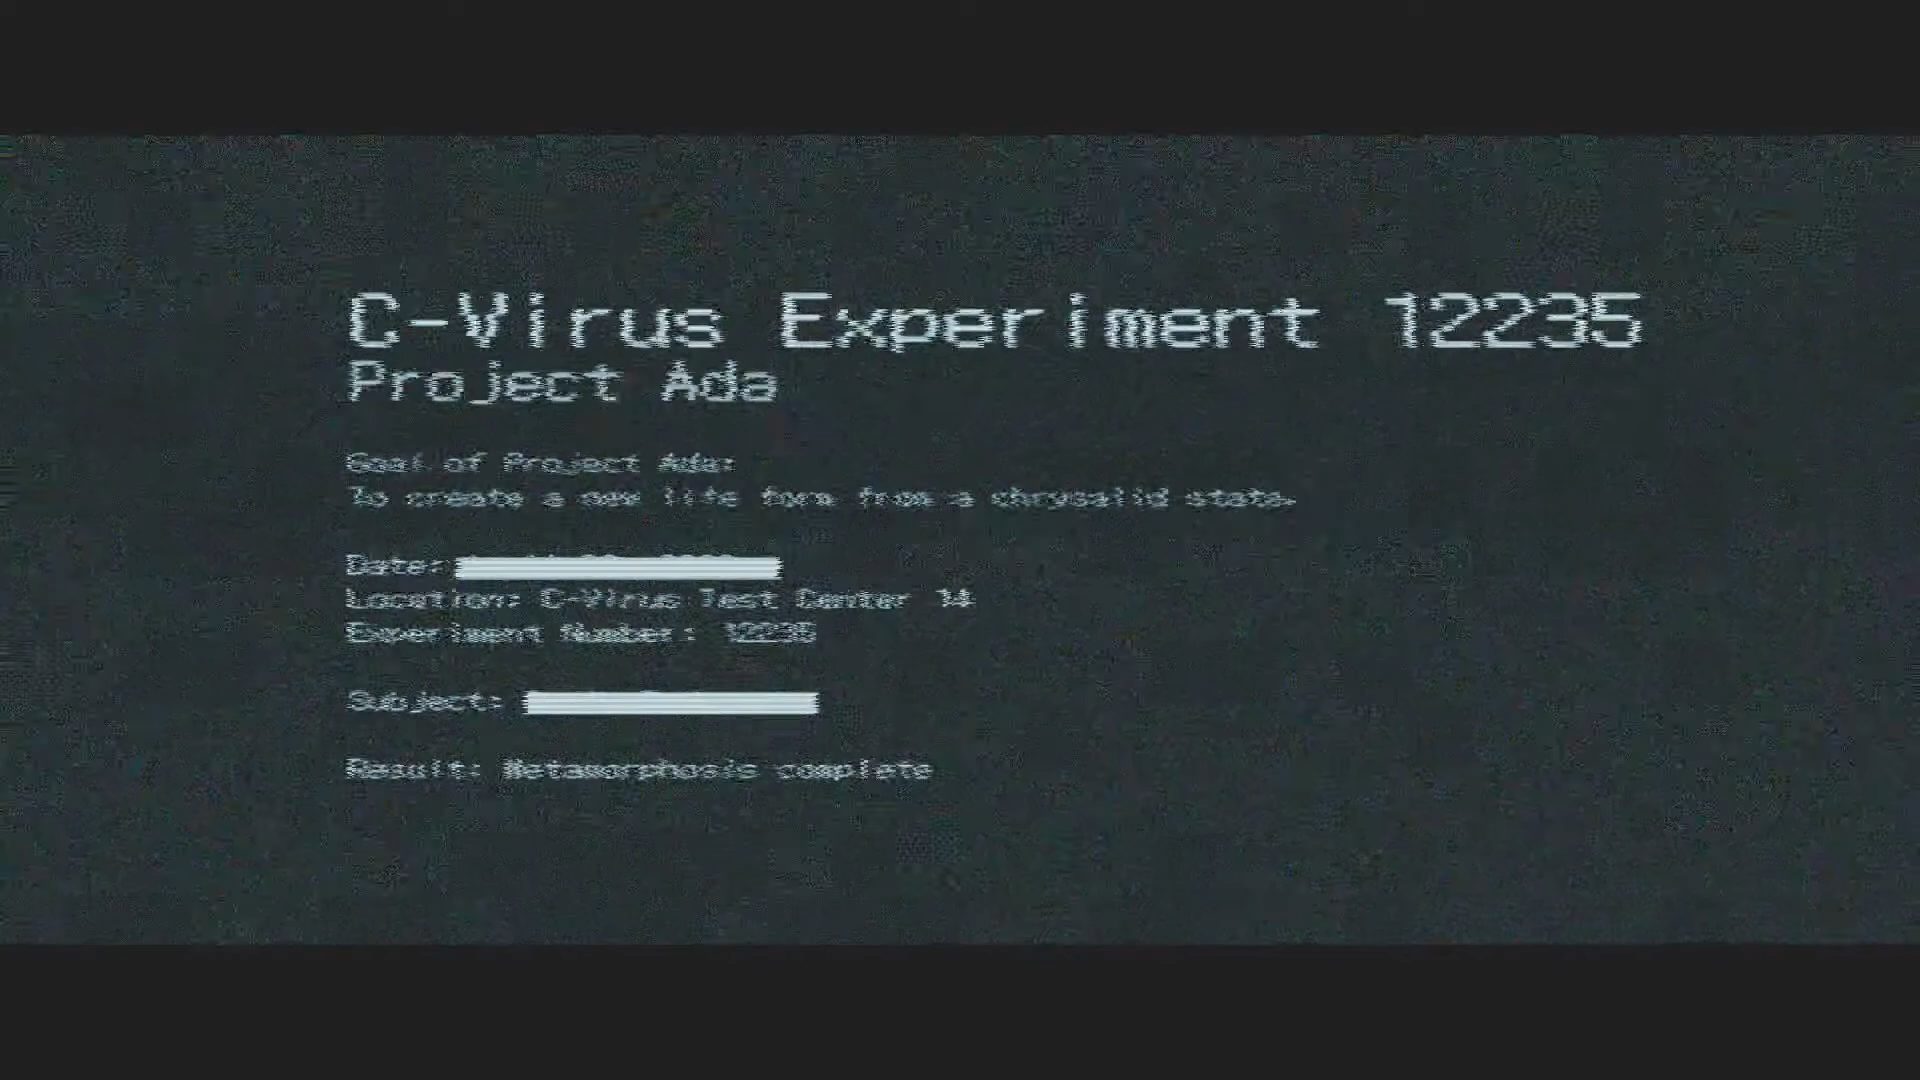 C-Virus Experiment 12235
Project Ada
Goal of Project Ada:
To create a new life form from a chrysalid state.
Date:
Location: C-Virus Test Center 14
Experiment Number: 12235
Subject:
Result: Metamorphosis complete